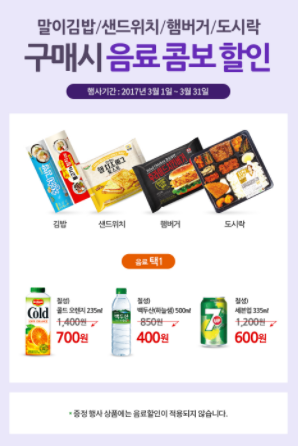 말이김밥/샌드위치/햄버거/도시락
구매시 음료 콤보 할인
행사기간 : 2017년 3월 1일 ~ 3월 31일
김밥
샌드위치
햄버거
도시락
음료 택1
Cold
칠성)
콜드 오렌지 235㎖
1,400원
700원
칠성)
백두산(하늘샘) 500㎖
850원
400원
7up
칠성)
세븐업 335㎖
1,200원
600원
* 증정 행사 상품에는 음료할인이 적용되지 않습니다.